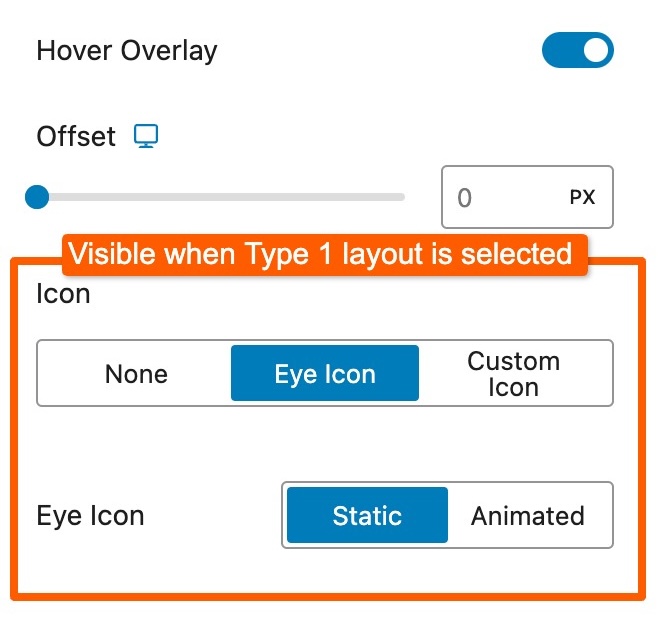 Hover Overlay
Offset
0 PX
Visible when Type 1 layout is selected
Icon
None Eye Icon Custom Icon
Eye Icon Static Animated